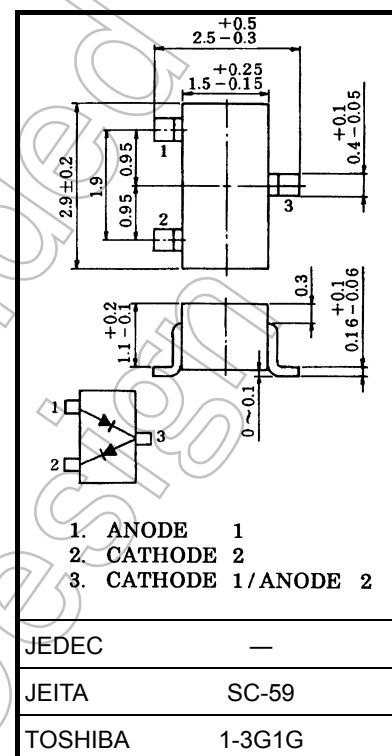 +0.5
2.5 −0.3
+0.25
1.5 −0.15
2.9 ± 0.2
1.9
0.95
0.95
1
2
3
+0.1
0.4 −0.05
+0.2
1.1 −0.1
0.3
+0.1
0.16 −0.06
0 ~ 0.1
1
2
3
1. ANODE 1
2. CATHODE 2
3. CATHODE 1 / ANODE 2
JEDEC —
JEITA SC-59
TOSHIBA 1-3G1G